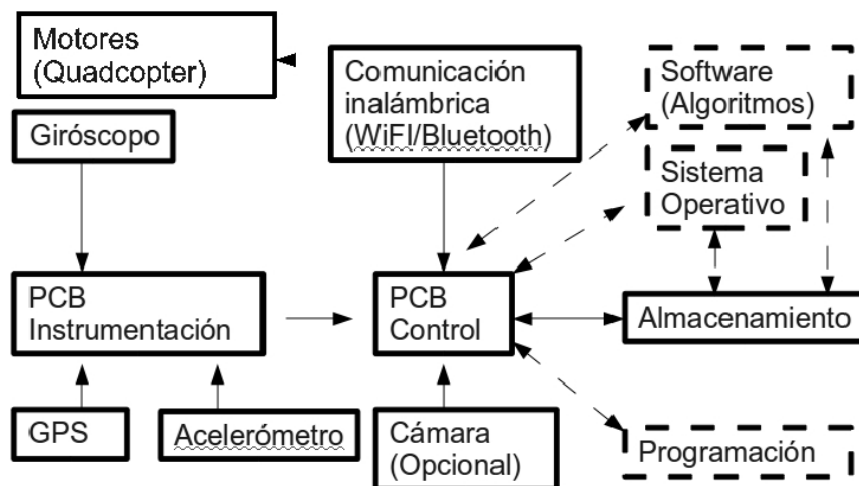 Motores
(Quadcopter)
Comunicación
inalámbrica
(WiFI/Bluetooth)
Software
(Algoritmos)
Giróscopo
Sistema
Operativo
PCB
Instrumentación
PCB
Control
Almacenamiento
GPS
Acelerómetro
Cámara
(Opcional)
Programación